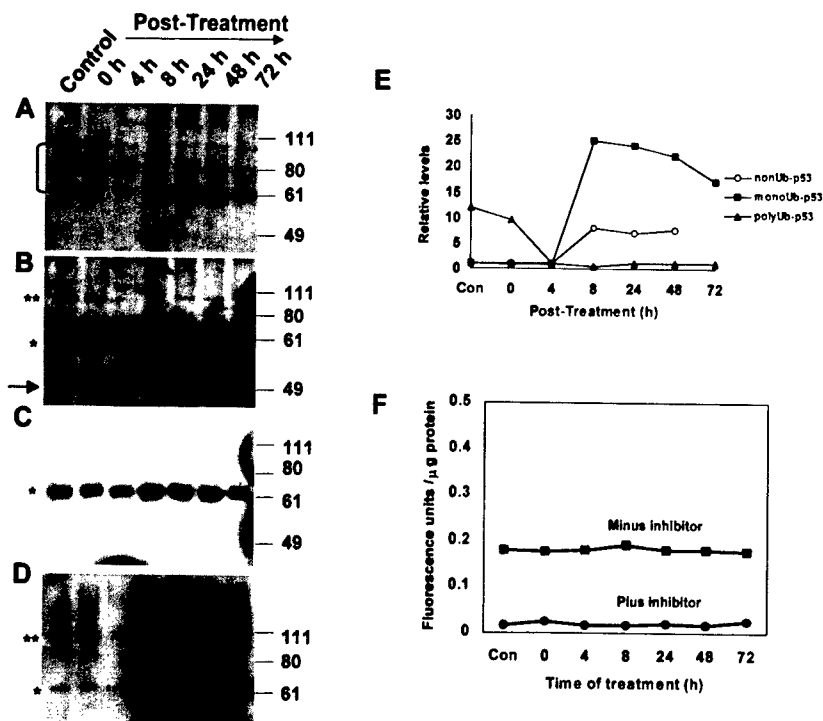 Post-Treatment
Control
0 h
4 h
8 h
24 h
48 h
72 h
A
111
80
61
49
B
**
*
111
80
61
49
C
*
111
80
61
49
D
**
*
111
80
61
E
Relative levels
30
25
20
15
10
5
0
Con 0 4 8 24 48 72
Post-Treatment (h)
nonUb-p53
monoUb-p53
polyUb-p53
F
Fluorescence units /μg protein
0.5
0.4
0.3
0.2
0.1
0
Minus inhibitor
Plus inhibitor
Con 0 4 8 24 48 72
Time of treatment (h)